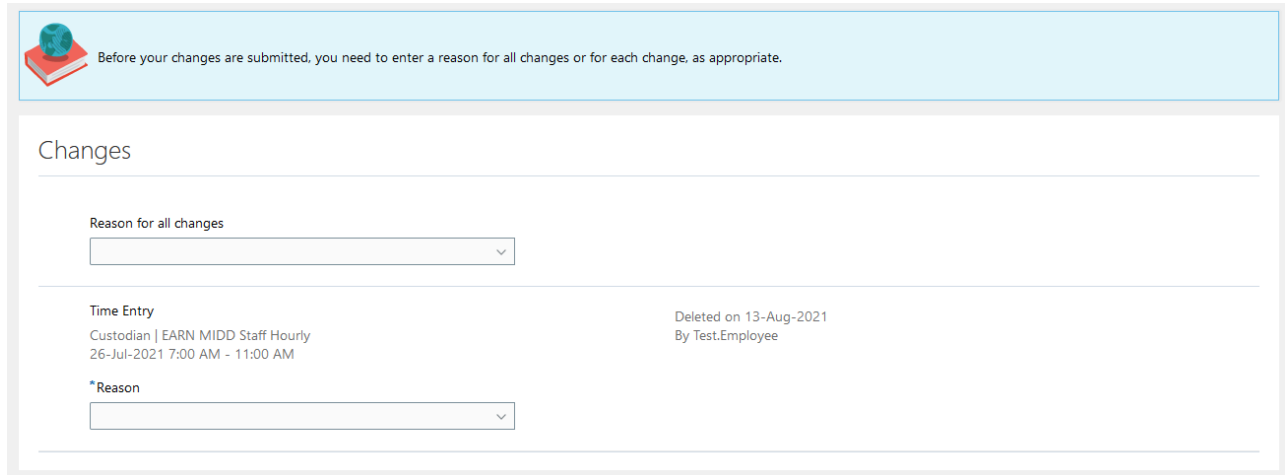 Before your changes are submitted, you need to enter a reason for all changes or for each change, as appropriate.
Changes
Reason for all changes
Time Entry
Custodian | EARN MIDD Staff Hourly
26-Jul-2021 7:00 AM - 11:00 AM
Deleted on 13-Aug-2021
By Test.Employee
*Reason